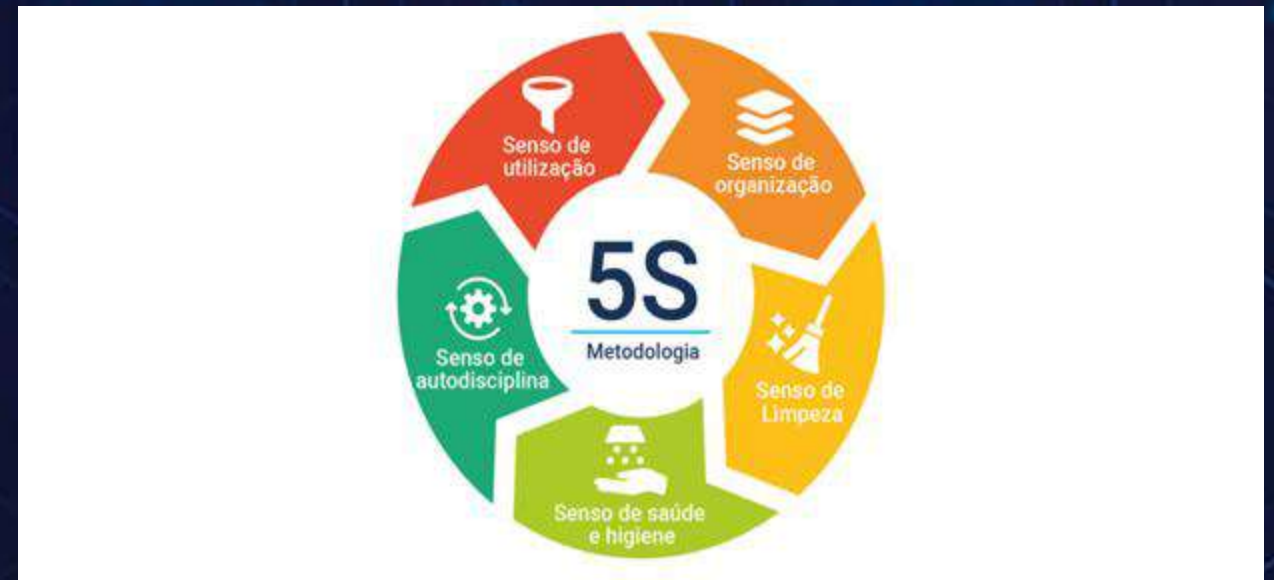 Senso de
utilização
Senso de
organização
5S
Metodologia
Senso de
Limpeza
Senso de saúde
e higiene
Senso de
autodisciplina